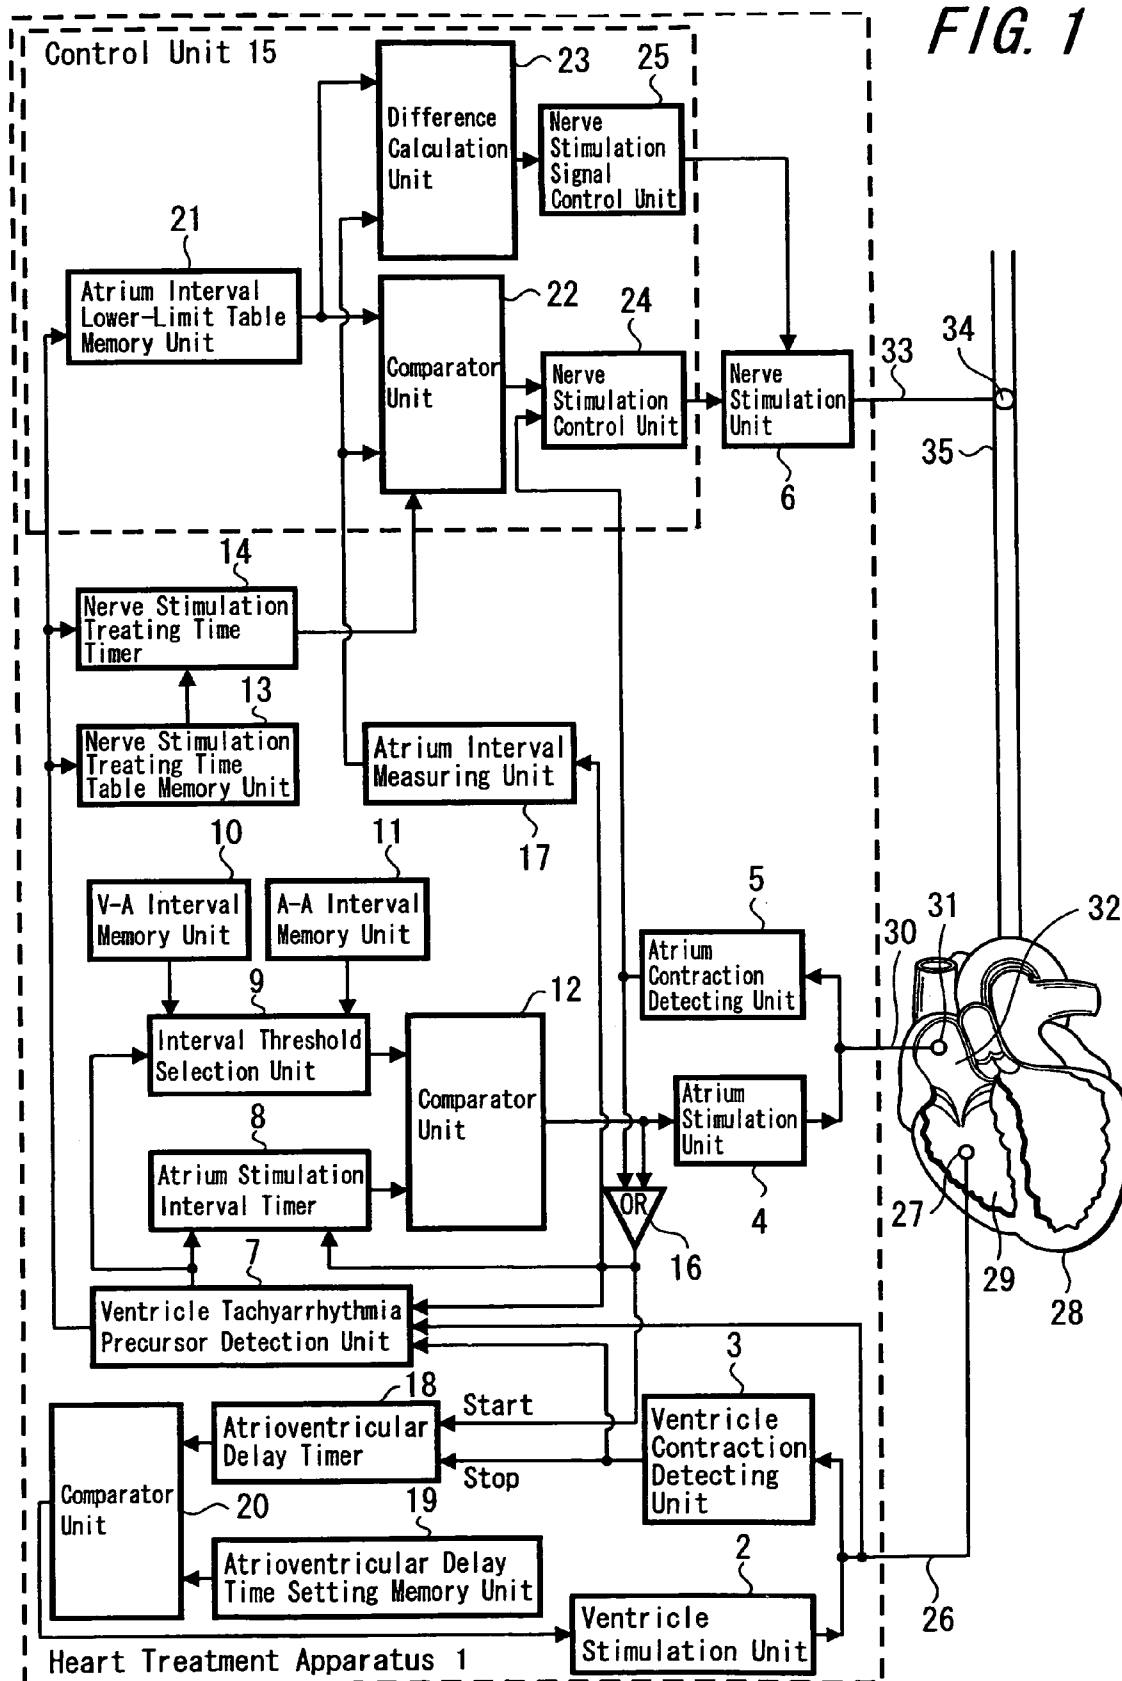 FIG. 1
Control Unit 15
23
25
Difference
Calculation
Unit
Nerve
Stimulation
Signal
Control Unit
21
Atrium Interval
Lower-Limit Table
Memory Unit
22
24
Comparator
Unit
Nerve
Stimulation
Control Unit
Nerve
Stimulation
Unit
6
33
34
35
14
Nerve Stimulation
Treating Time
Timer
13
Nerve Stimulation
Treating Time
Table Memory Unit
Atrium Interval
Measuring Unit
17
10
11
V-A Interval
Memory Unit
A-A Interval
Memory Unit
5
Atrium
Contraction
Detecting Unit
30
31
32
9
Interval Threshold
Selection Unit
12
Comparator
Unit
Atrium
Stimulation
Unit
4
8
Atrium Stimulation
Interval Timer
OR
16
27
29
28
7
Ventricle Tachyarrhythmia
Precursor Detection Unit
18
Atrioventricular
Delay Timer
Start
Stop
3
Ventricle
Contraction
Detecting
Unit
Comparator
Unit
20
19
Atrioventricular Delay
Time Setting Memory Unit
2
Ventricle
Stimulation Unit
26
Heart Treatment Apparatus 1